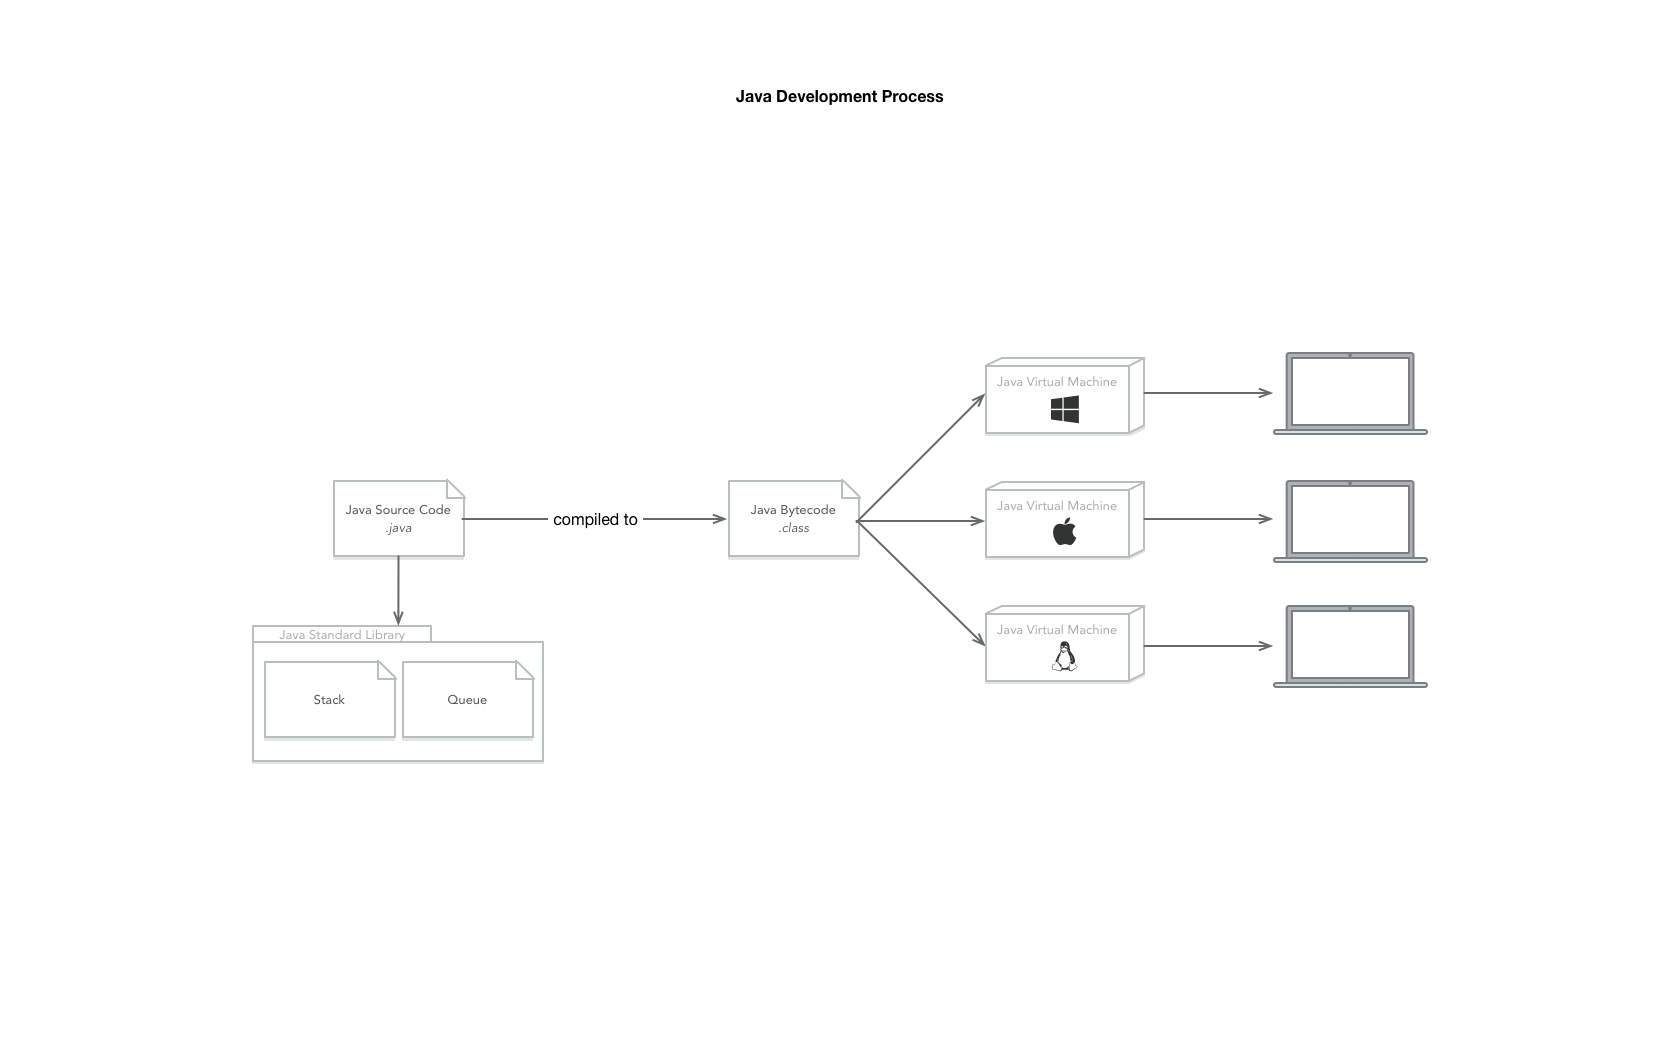 Java Development Process
Java Source Code
.java
compiled to
Java Bytecode
.class
Java Virtual Machine
Java Virtual Machine
Java Virtual Machine
Java Standard Library
Stack
Queue